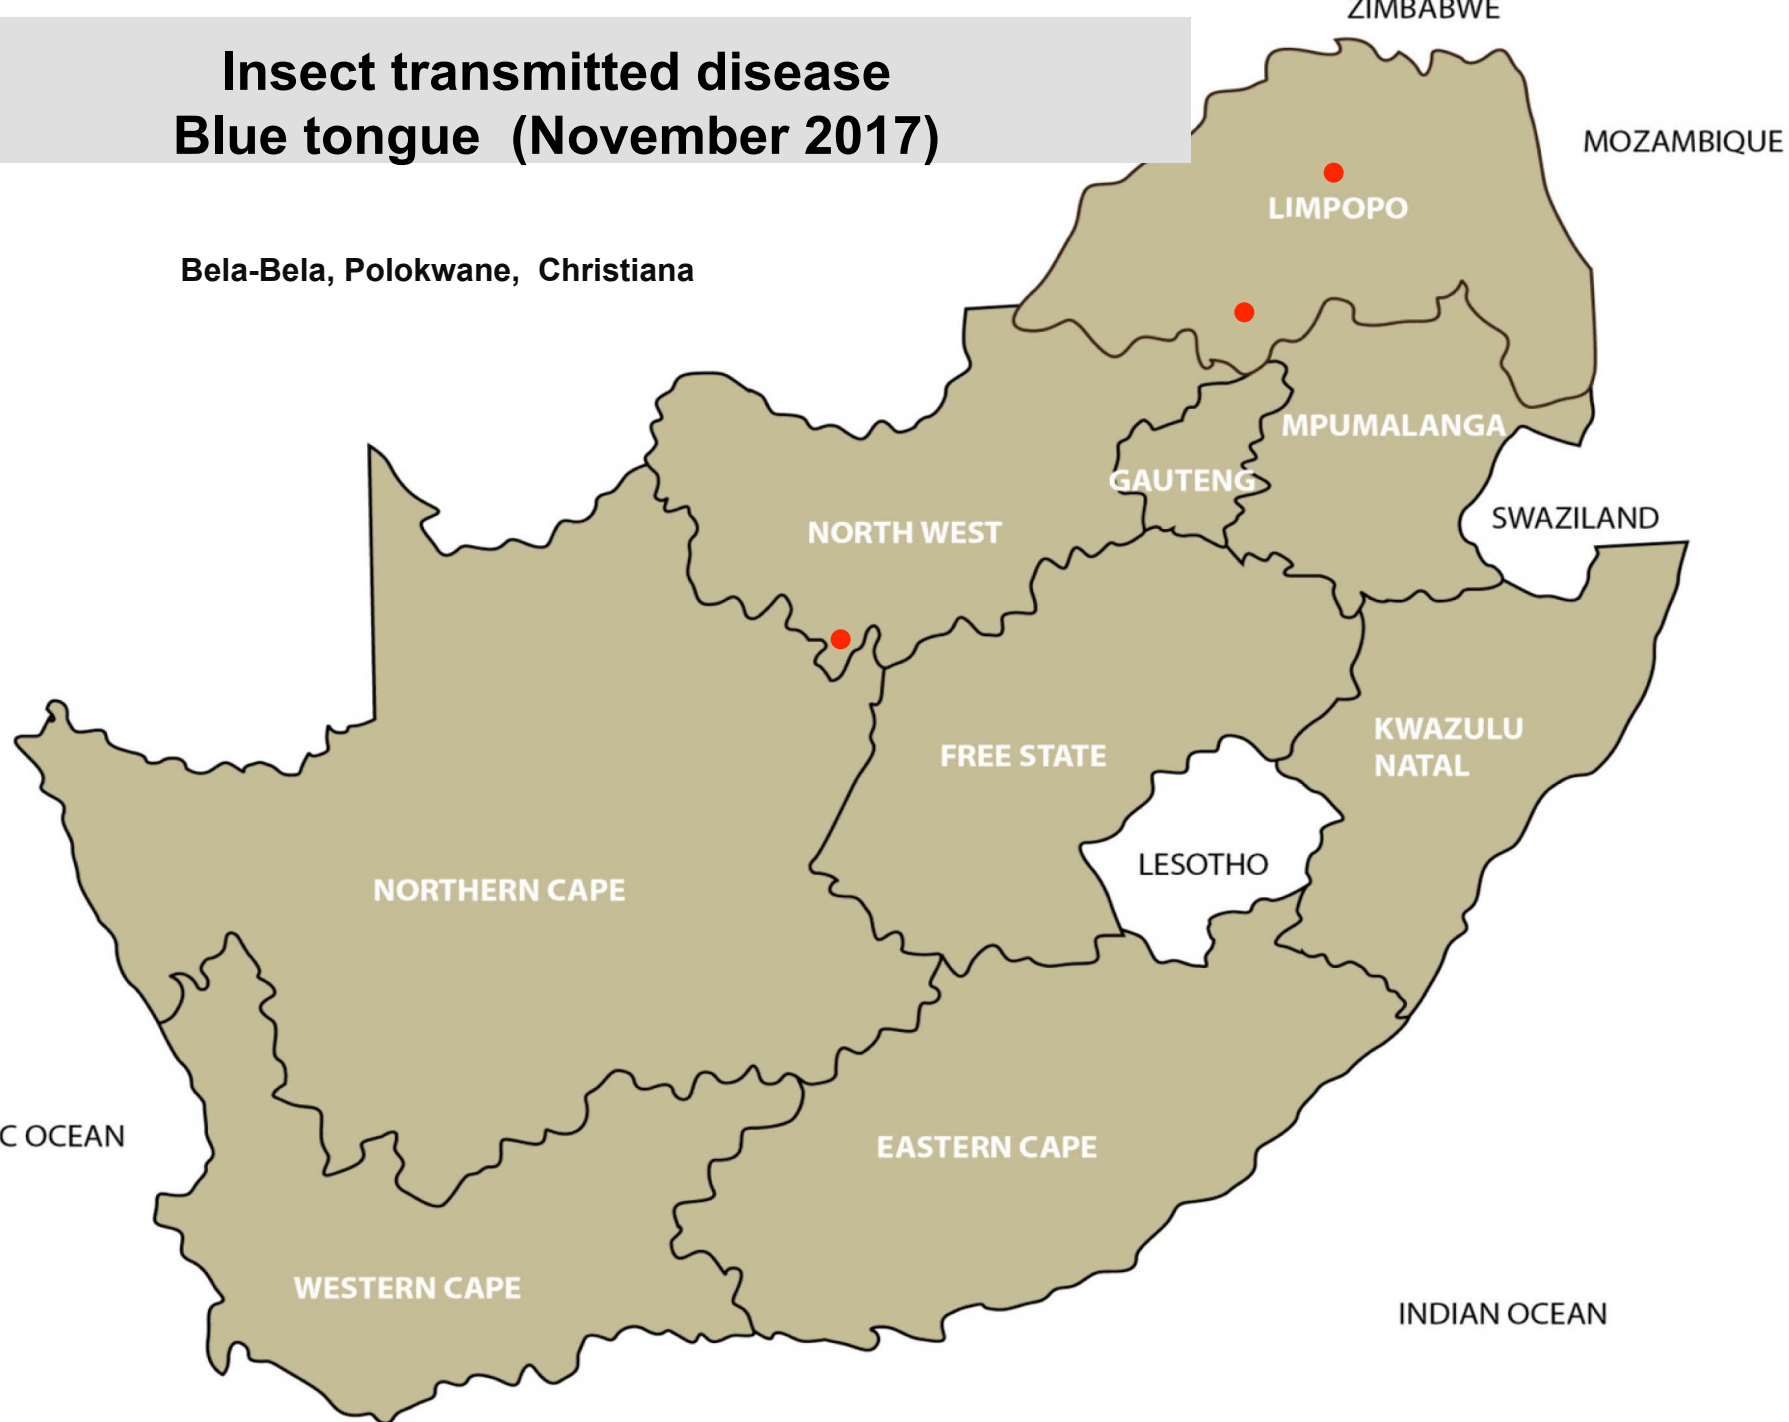 ZIMBABWE
Insect transmitted disease
Blue tongue (November 2017)
MOZAMBIQUE
LIMPOPO
Bela-Bela, Polokwane, Christiana
MPUMALANGA
GAUTENG
SWAZILAND
NORTH WEST
KWAZULU
NATAL
FREE STATE
LESOTHO
NORTHERN CAPE
C OCEAN
EASTERN CAPE
WESTERN CAPE
INDIAN OCEAN